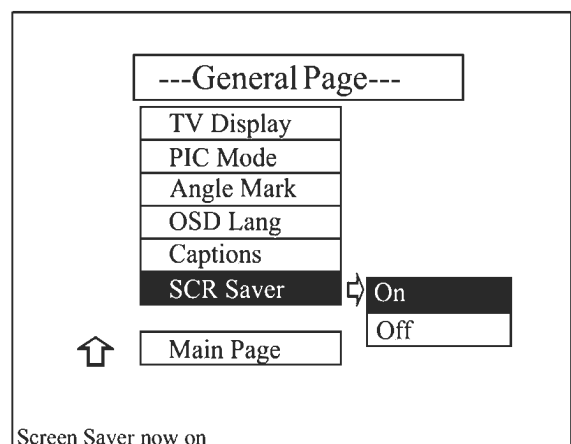 ---General Page---
TV Display
PIC Mode
Angle Mark
OSD Lang
Captions
SCR Saver
On
Off
Main Page
Screen Saver now on